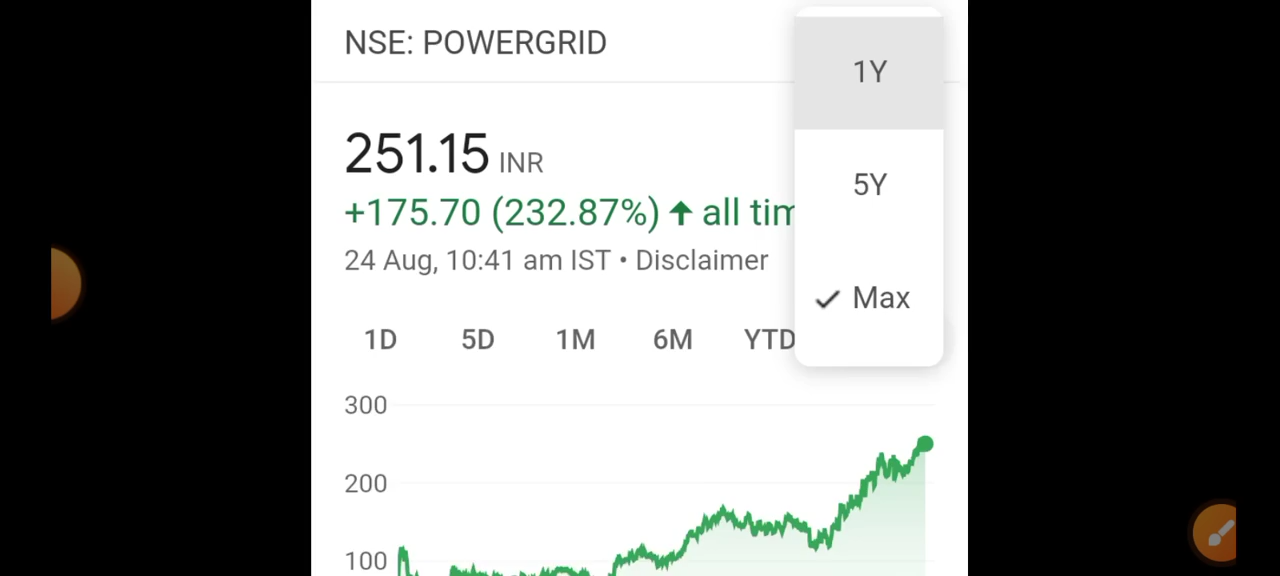 NSE: POWERGRID
251.15 INR
+175.70 (232.87%) ↑ all tim
24 Aug, 10:41 am IST • Disclaimer
1D 5D 1M 6M YTD
1Y
5Y
✓ Max
300
200
100